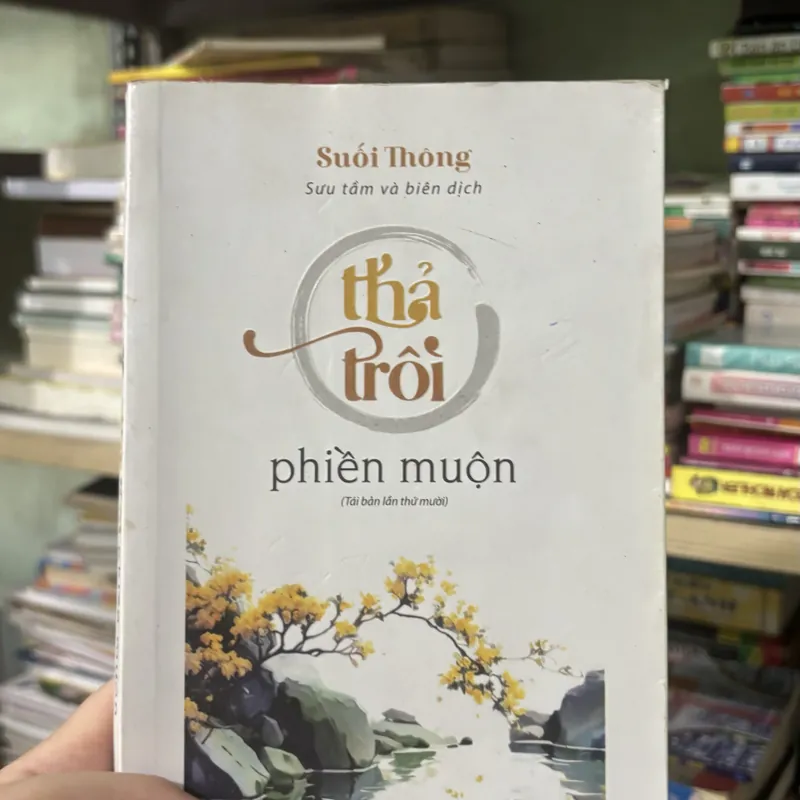 Suối Thông
Sưu tầm và biên dịch
thả
trôi
phiền muộn
(Tái bản lần thứ mười)